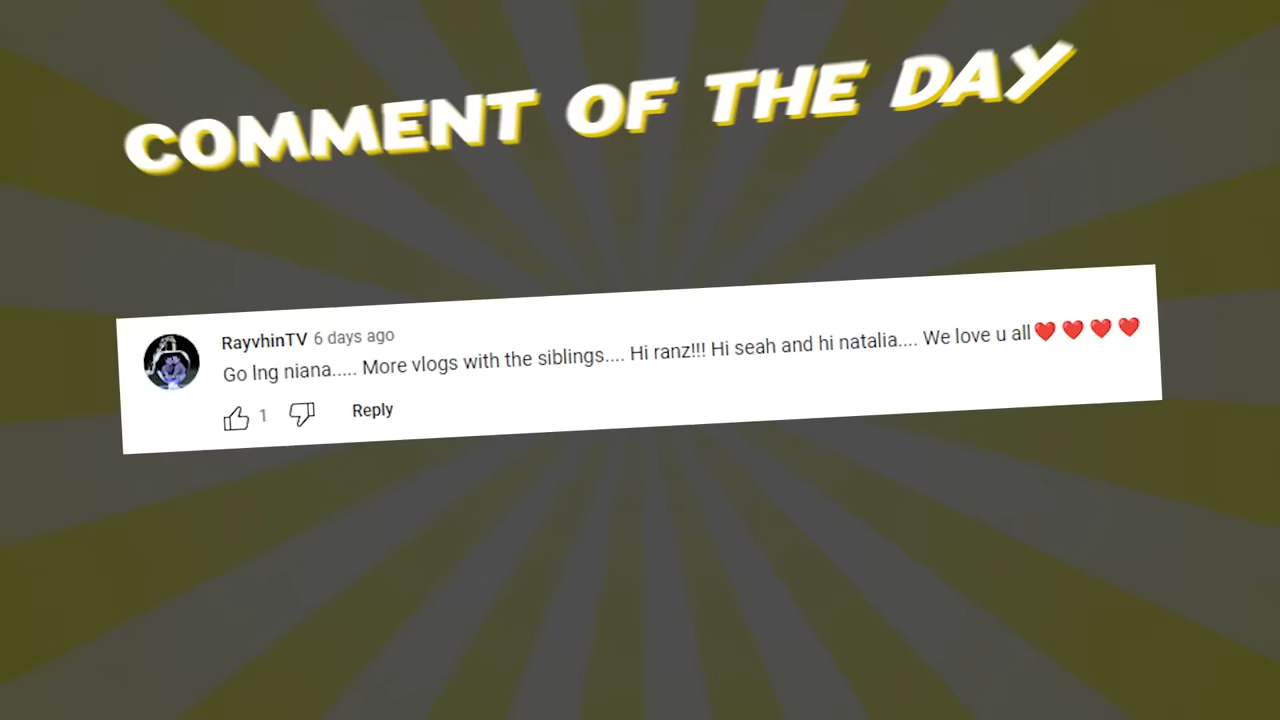 COMMENT OF THE DAY
RayvhinTV 6 days ago
Go lng niana..... More vlogs with the siblings.... Hi ranz!!! Hi seah and hi natalia.... We love u all❤️❤️❤️❤️
1 Reply